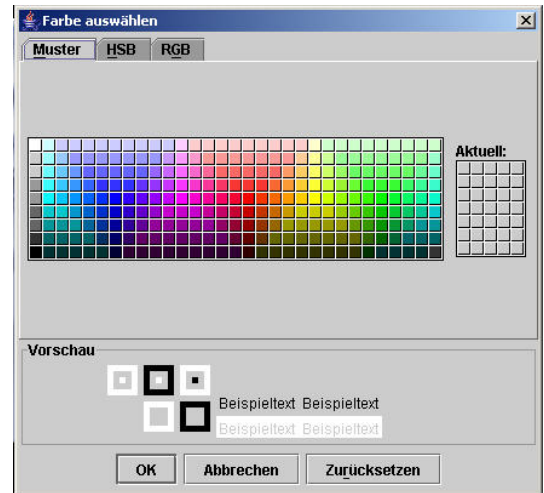 Farbe auswählen
Muster HSB RGB
Aktuell:
Vorschau
Beispieltext Beispieltext
Beispieltext Beispieltext
OK Abbrechen Zurücksetzen